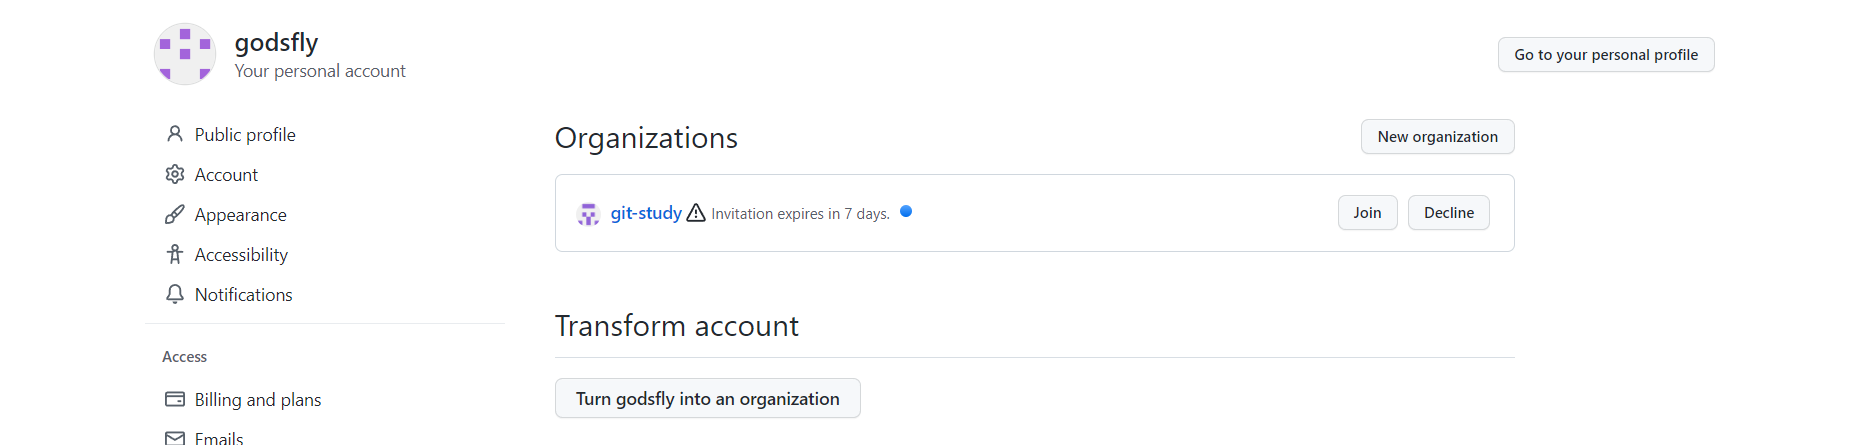 godsfly
Your personal account
Go to your personal profile
Public profile
Account
Appearance
Accessibility
Notifications
Access
Billing and plans
Emails
Organizations
New organization
git-study Invitation expires in 7 days.
Join
Decline
Transform account
Turn godsfly into an organization